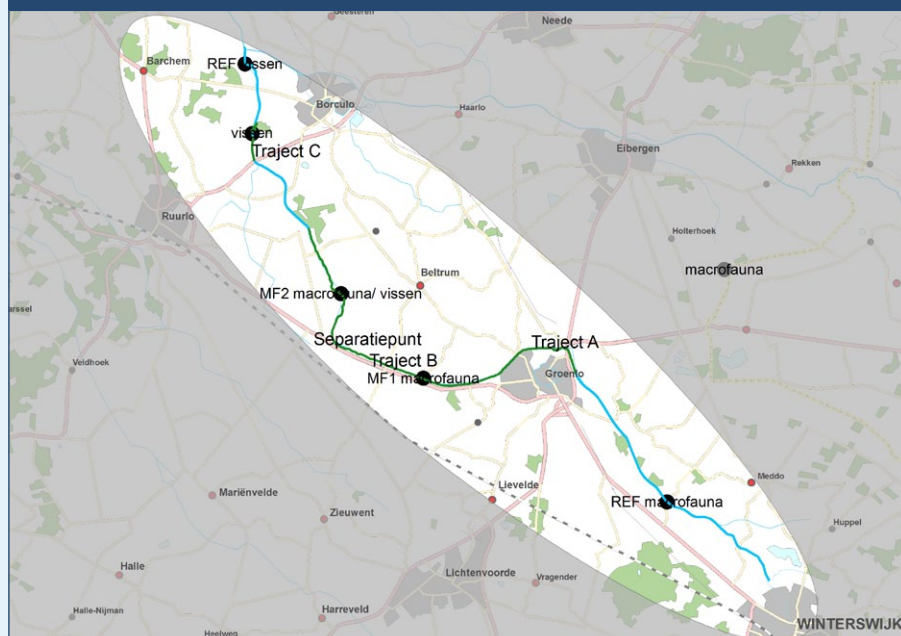 Geesteren
Neede
REF vissen
Barchem
Borculo
Haarlo
vissen
Traject C
Eibergen
Rekken
Ruurlo
Holterhoek
macrofauna
Beltrum
MF2 macrofauna/ vissen
Separatiepunt
Traject A
Traject B
Veldhoek
Groenlo
MF1 macrofauna
Meddo
Lievelde
Mariënvelde
REF macrofauna
Zieuwent
Huppel
Halle
Lichtenvoorde
Vragender
Halle-Nijman
Harreveld
WINTERSWIJK
Heelweg